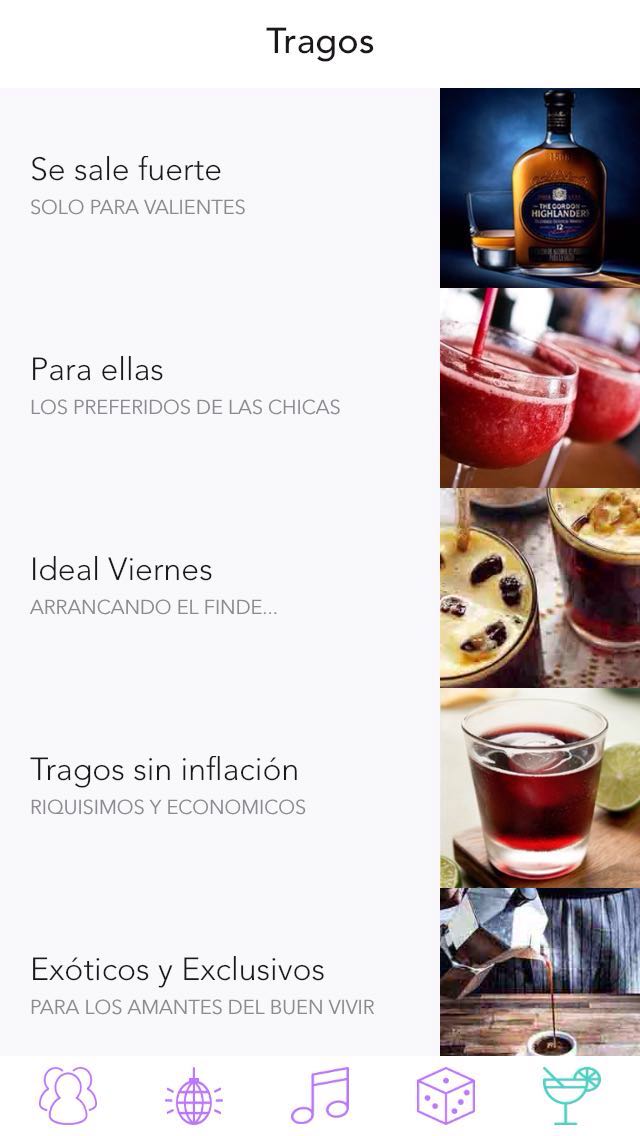 Tragos
Se sale fuerte
SOLO PARA VALIENTES
THE GORDON
HIGHLANDERS
12
Para ellas
LOS PREFERIDOS DE LAS CHICAS
Ideal Viernes
ARRANCANDO EL FINDE...
Tragos sin inflación
RIQUISIMOS Y ECONOMICOS
Exóticos y Exclusivos
PARA LOS AMANTES DEL BUEN VIVIR